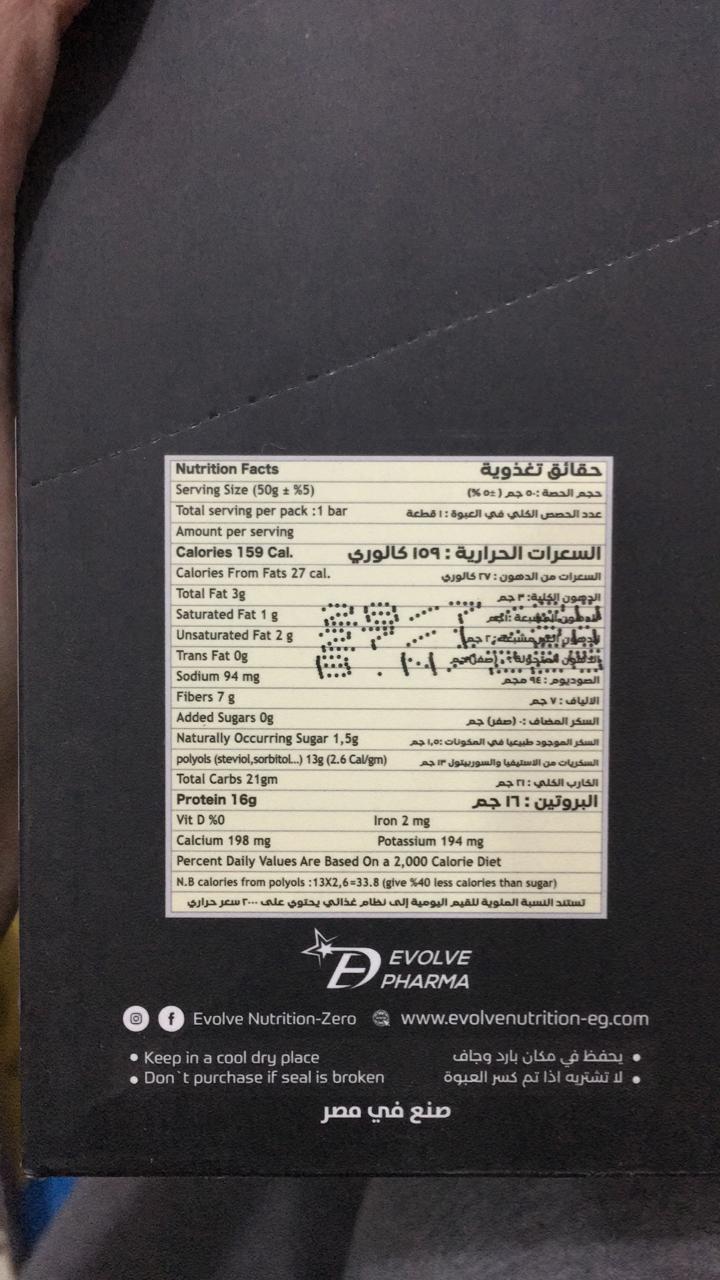 Nutrition Facts حقائق تغذوية
Serving Size (50g ± %5) حجم الحصة: ٥٠ جم (±٥ %)
Total serving per pack :1 bar عدد الحصص الكلي في العبوة : ١ قطعة
Amount per serving
Calories 159 Cal. السعرات الحرارية : ١٥٩ كالوري
Calories From Fats 27 cal. السعرات من الدهون : ٢٧ كالوري
Total Fat 3g الدهون الكلية: ٣ جم
Saturated Fat 1 g
Unsaturated Fat 2 g
Trans Fat 0g
Sodium 94 mg الصوديوم : ٩٤ مجم
Fibers 7 g الالياف : ٧ جم
Added Sugars 0g السكر المضاف :٠ (صفر) جم
Naturally Occurring Sugar 1,5g السكر الموجود طبيعيا في المكونات :١,٥ جم
polyols (steviol,sorbitol...) 13g (2.6 Cal/gm) السكريات من الاستيفيا والسوربيتول ١٣ جم
Total Carbs 21gm الكارب الكلي : ٢١ جم
Protein 16g البروتين : ١٦ جم
Vit D %0 Iron 2 mg
Calcium 198 mg Potassium 194 mg
Percent Daily Values Are Based On a 2,000 Calorie Diet
N.B calories from polyols :13X2,6=33.8 (give %40 less calories than sugar)
تستند النسبة المئوية للقيم اليومية إلى نظام غذائي يحتوي على ٢٠٠٠ سعر حراري
EVOLVE
PHARMA
Evolve Nutrition-Zero www.evolvenutrition-eg.com
• Keep in a cool dry place • يحفظ في مكان بارد وجاف
• Don`t purchase if seal is broken • لا تشتريه اذا تم كسر العبوة
صنع في مصر